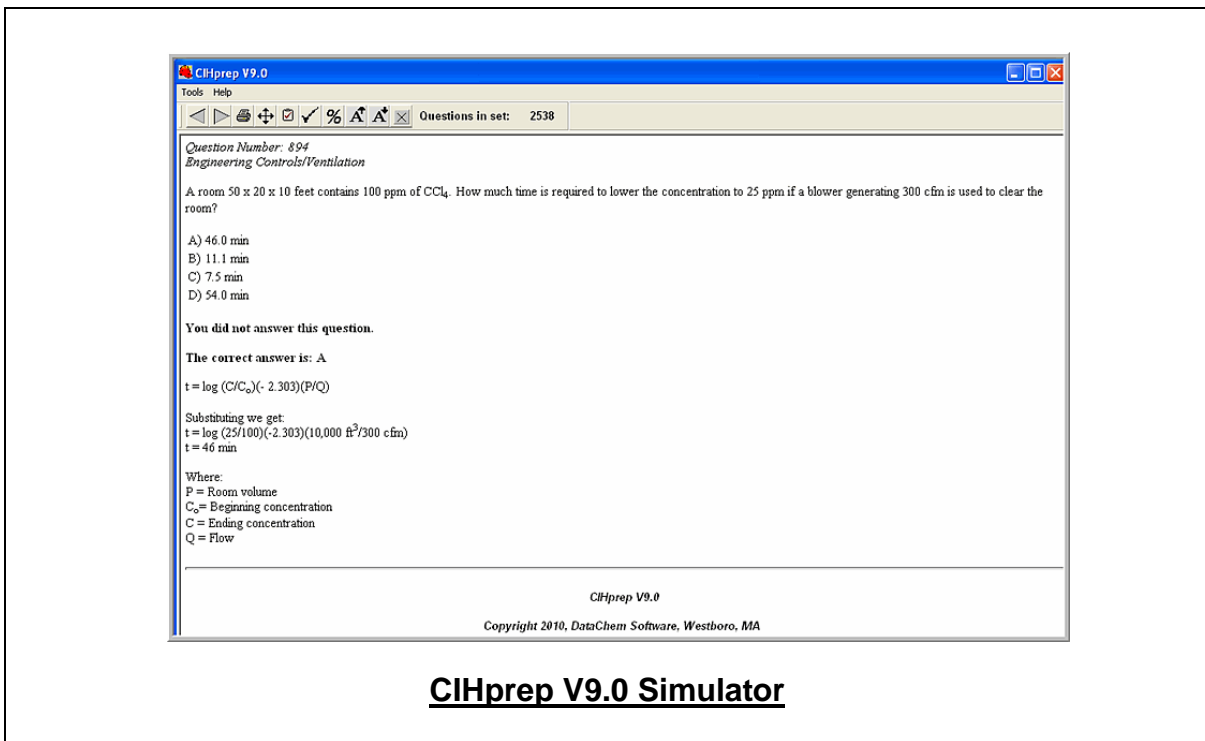 CIHprep V9.0
Tools Help
Questions in set: 2538
Question Number: 894
Engineering Controls/Ventilation
A room 50 x 20 x 10 feet contains 100 ppm of CCl₄. How much time is required to lower the concentration to 25 ppm if a blower generating 300 cfm is used to clear the
room?
A) 46.0 min
B) 11.1 min
C) 7.5 min
D) 54.0 min
You did not answer this question.
The correct answer is: A
t = log (C/Cₒ)(- 2.303)(P/Q)
Substituting we get:
t = log (25/100)(-2.303)(10,000 ft³/300 cfm)
t = 46 min
Where:
P = Room volume
Cₒ= Beginning concentration
C = Ending concentration
Q = Flow
CIHprep V9.0
Copyright 2010, DataChem Software, Westboro, MA
CIHprep V9.0 Simulator